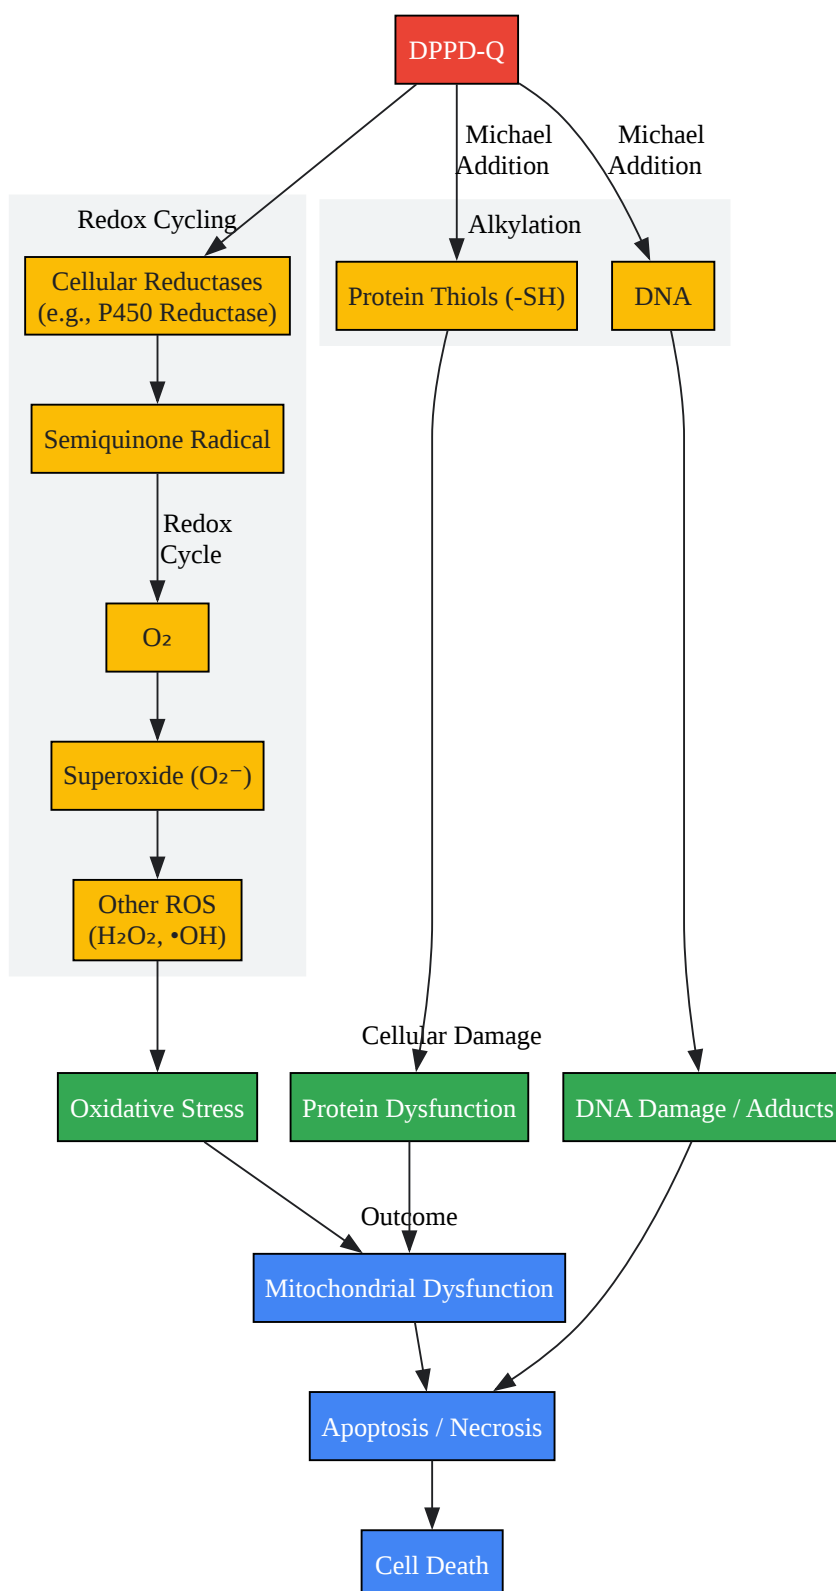 DPPD-Q
Michael
Addition
Michael
Addition
Redox Cycling
Alkylation
Cellular Reductases
(e.g., P450 Reductase)
Protein Thiols (-SH)
DNA
Semiquinone Radical
Redox
Cycle
O₂
Superoxide (O₂⁻)
Other ROS
(H₂O₂, •OH)
Cellular Damage
Oxidative Stress
Protein Dysfunction
DNA Damage / Adducts
Outcome
Mitochondrial Dysfunction
Apoptosis / Necrosis
Cell Death